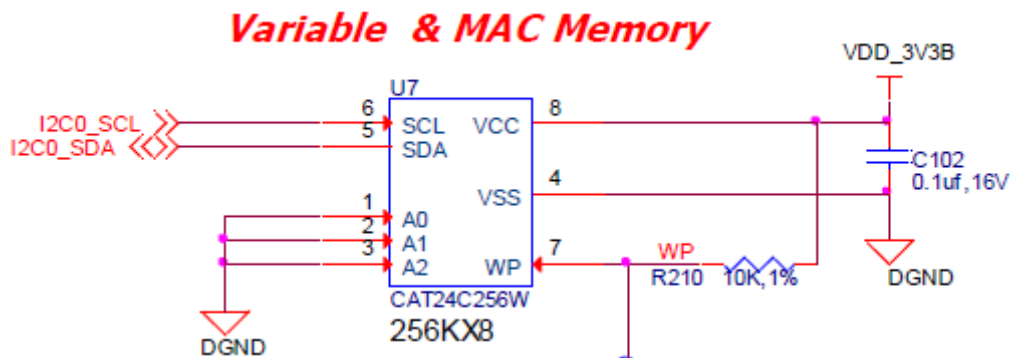 Variable & MAC Memory
VDD_3V3B
U7
I2C0_SCL
6
SCL
VCC
8
I2C0_SDA
5
SDA
C102
0.1uf,16V
VSS
4
1
A0
2
A1
3
A2
WP
7
WP
R210
10K,1%
DGND
CAT24C256W
256KX8
DGND